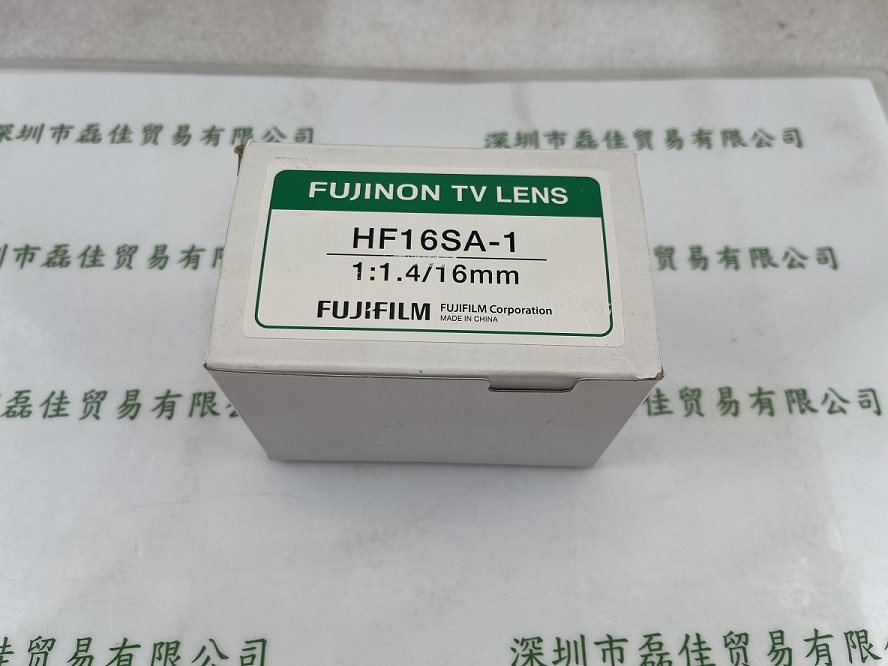 深圳市磊佳贸易有限公司
深圳市磊佳贸易有限公司
FUJINON TV LENS
HF16SA-1
1:1.4/16mm
FUJIFILM FUJIFILM Corporation
MADE IN CHINA
市磊佳贸易有限公
有限公司
磊佳贸易有限公
佳贸易有限公司
佳贸易有限公司
深圳市磊佳贸易有限公司